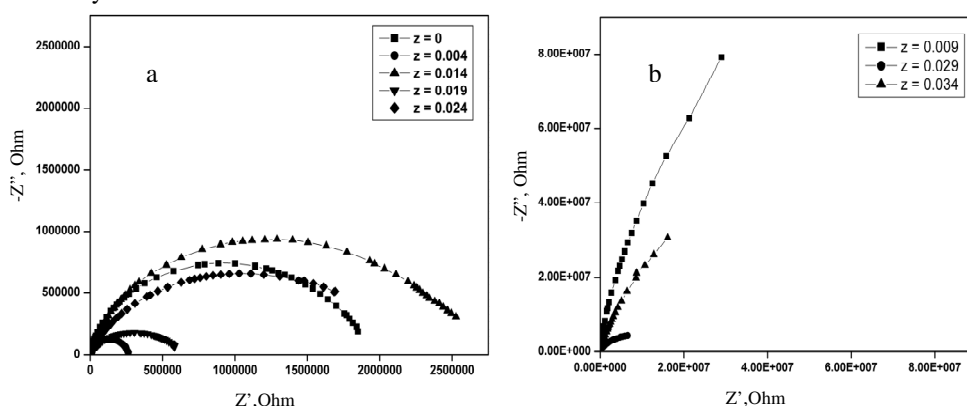 a
z = 0
z = 0.004
z = 0.014
z = 0.019
z = 0.024
-Z”, Ohm
2500000
2000000
1500000
1000000
500000
0
0 500000 1000000 1500000 2000000 2500000
Z’,Ohm
b
z = 0.009
z = 0.029
z = 0.034
-Z”, Ohm
8.00E+007
6.00E+007
4.00E+007
2.00E+007
0.00E+000
0.00E+000 2.00E+007 4.00E+007 6.00E+007 8.00E+007
Z’,Ohm